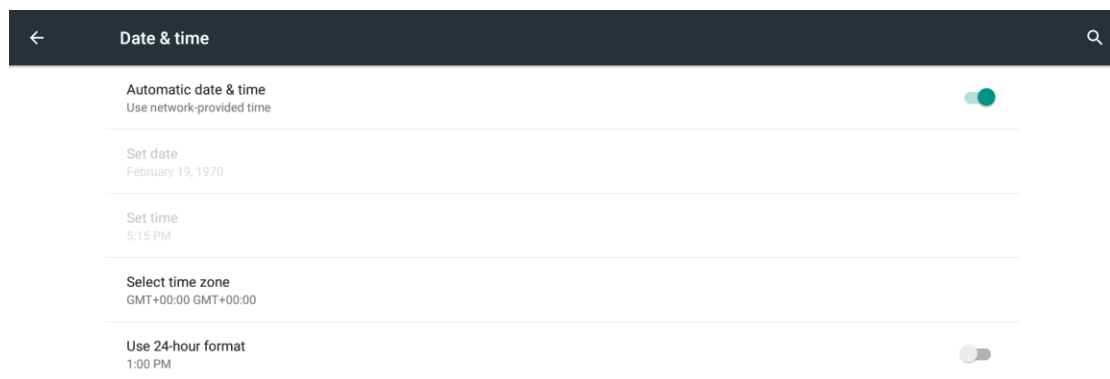 Date & time
Automatic date & time
Use network-provided time
Set date
February 19, 1970
Set time
5:15 PM
Select time zone
GMT+00:00 GMT+00:00
Use 24-hour format
1:00 PM